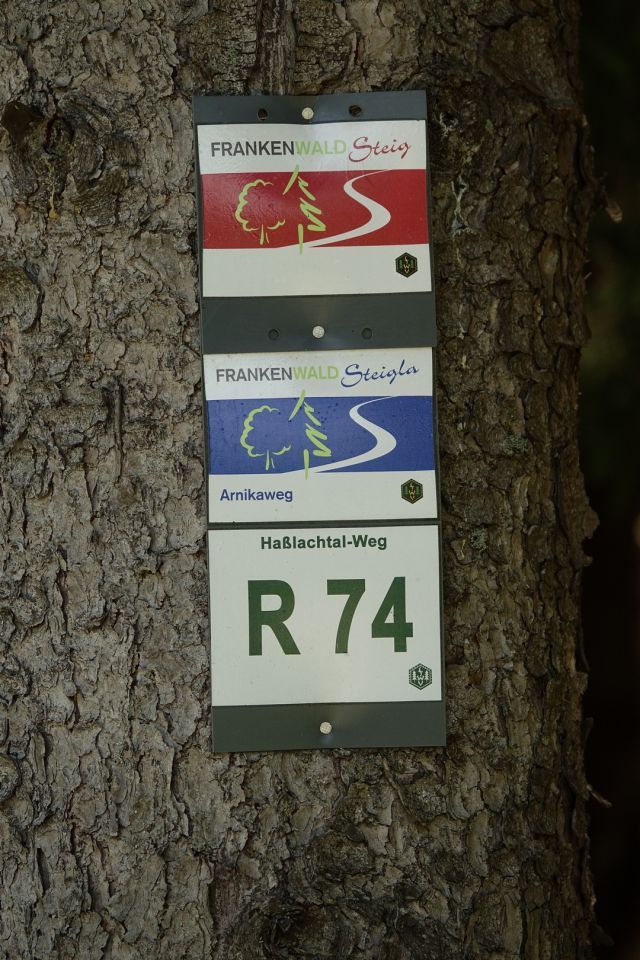 FRANKENWALD Steig
FRANKENWALD Steigla
Arnikaweg
Haßlachtal-Weg
R 74